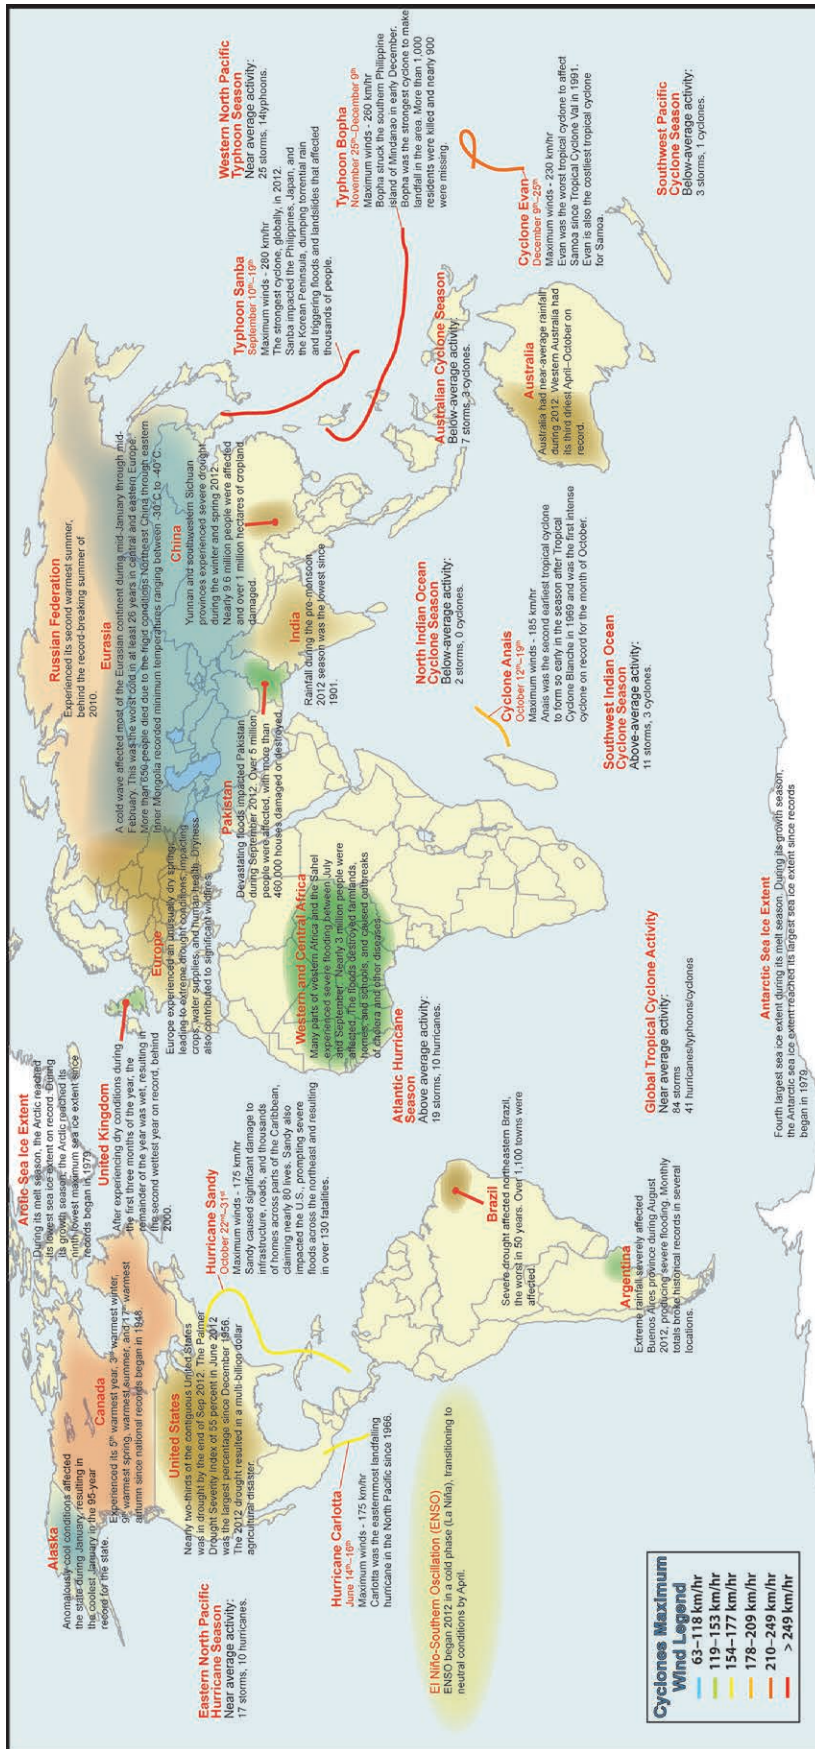 Arctic Sea Ice Extent
During its melt season, the Arctic reached
its lowest sea ice extent on record. During
its growth season, the Arctic reached its
ninth lowest maximum sea ice extent since
records began in 1979.
Alaska
Anomalously cool conditions affected
the state during January, resulting in
the coolest January in the 95-year
record for the state.
Canada
Experienced its 5th warmest year, 3rd warmest winter,
9th warmest spring, warmest summer, and 17th warmest
autumn since national records began in 1948.
United Kingdom
After experiencing dry conditions during
the first three months of the year, the
remainder of the year was wet, resulting in
the second wettest year on record, behind
2000.
Europe
Europe experienced an unusually dry spring,
leading to extreme drought conditions, impacting
crops, water supplies, and human health. Dryness
also contributed to significant wildfires.
Russian Federation
Experienced its second warmest summer,
behind the record-breaking summer of
2010.
Eurasia
A cold wave affected most of the Eurasian continent during mid-January through mid-
February. This was the worst cold in at least 26 years in central and eastern Europe.
More than 650 people died due to the frigid conditions. Northeast China through eastern
Inner Mongolia recorded minimum temperatures ranging between -30°C to -40°C.
United States
Nearly two-thirds of the contiguous United States
was in drought by the end of Sep 2012. The Palmer
Drought Severity Index of 55 percent in June 2012
was the largest percentage since December 1956.
The 2012 drought resulted in a multi-billion dollar
agricultural disaster.
Hurricane Sandy
October 22nd–31st
Maximum winds - 175 km/hr
Sandy caused significant damage to
infrastructure, roads, and thousands
of homes across parts of the Caribbean,
claiming nearly 80 lives. Sandy also
impacted the U.S., prompting severe
floods across the northeast and resulting
in over 130 fatalities.
Pakistan
Devastating floods impacted Pakistan
during September 2012. Over 5 million
people were affected, with more than
460,000 houses damaged or destroyed.
China
Yunnan and southwestern Sichuan
provinces experienced severe drought
during the winter and spring 2012.
Nearly 9.6 million people were affected
and over 1 million hectares of cropland
damaged.
Western North Pacific
Typhoon Season
Near average activity:
25 storms, 14typhoons.
Typhoon Sanba
September 10th–19th
Maximum winds - 280 km/hr
The strongest cyclone, globally, in 2012.
Sanba impacted the Philippines, Japan, and
the Korean Peninsula, dumping torrential rain
and triggering floods and landslides that affected
thousands of people.
Eastern North Pacific
Hurricane Season
Near average activity:
17 storms, 10 hurricanes.
Western and Central Africa
Many parts of western Africa and the Sahel
experienced severe flooding between July
and September. Nearly 3 million people were
affected. The floods destroyed farmlands,
homes, and schools, and caused outbreaks
of cholera and other diseases.
India
Rainfall during the pre-monsoon
2012 season was the lowest since
1901.
Typhoon Bopha
November 25th–December 9th
Maximum winds - 260 km/hr
Bopha struck the southern Philippine
island of Mindanao in early December.
Bopha was the strongest cyclone to make
landfall in the area. More than 1,000
residents were killed and nearly 900
were missing.
Hurricane Carlotta
June 14th–16th
Maximum winds - 175 km/hr
Carlotta was the easternmost landfalling
hurricane in the North Pacific since 1966.
Atlantic Hurricane
Season
Above average activity:
19 storms, 10 hurricanes.
North Indian Ocean
Cyclone Season
Below-average activity:
2 storms, 0 cyclones.
Australian Cyclone Season
Below-average activity:
7 storms, 3 cyclones.
El Niño-Southern Oscillation (ENSO)
ENSO began 2012 in a cold phase (La Niña), transitioning to
neutral conditions by April.
Brazil
Severe drought affected northeastern Brazil,
the worst in 50 years. Over 1,100 towns were
affected.
Cyclone Anais
October 12th–19th
Maximum winds - 185 km/hr
Anais was the second earliest tropical cyclone
to form so early in the season after Tropical
Cyclone Blanche in 1969 and was the first intense
cyclone on record for the month of October.
Australia
Australia had near-average rainfall
during 2012. Western Australia had
its third driest April–October on
record.
Cyclone Evan
December 9th–25th
Maximum winds - 230 km/hr
Evan was the worst tropical cyclone to affect
Samoa since Tropical Cyclone Val in 1991.
Evan is also the costliest tropical cyclone
for Samoa.
Southwest Indian Ocean
Cyclone Season
Above-average activity:
11 storms, 3 cyclones.
Argentina
Extreme rainfall severely affected
Buenos Aires province during August
2012, producing severe flooding. Monthly
totals broke historical records in several
locations.
Global Tropical Cyclone Activity
Near average activity:
84 storms
41 hurricanes/typhoons/cyclones
Southwest Pacific
Cyclone Season
Below-average activity:
3 storms, 1 cyclones.
Cyclones Maximum
Wind Legend
63–118 km/hr
119–153 km/hr
154–177 km/hr
178–209 km/hr
210–249 km/hr
> 249 km/hr
Antarctic Sea Ice Extent
Fourth largest sea ice extent during its melt season. During its growth season,
the Antarctic sea ice extent reached its largest sea ice extent since records
began in 1979.